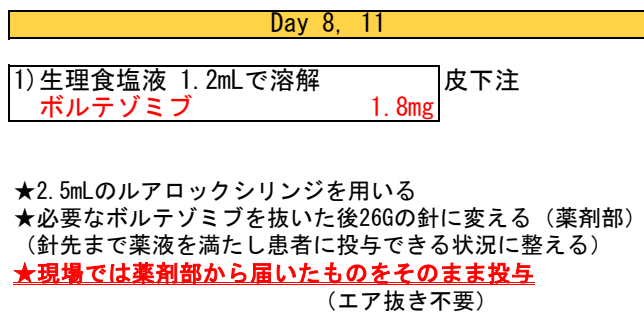 Day 8, 11
1)生理食塩液 1.2mLで溶解 皮下注
ボルテゾミブ 1.8mg
★2.5mLのルアロックシリンジを用いる
★必要なボルテゾミブを抜いた後26Gの針に変える（薬剤部）
（針先まで薬液を満たし患者に投与できる状況に整える）
★現場では薬剤部から届いたものをそのまま投与
（エア抜き不要）